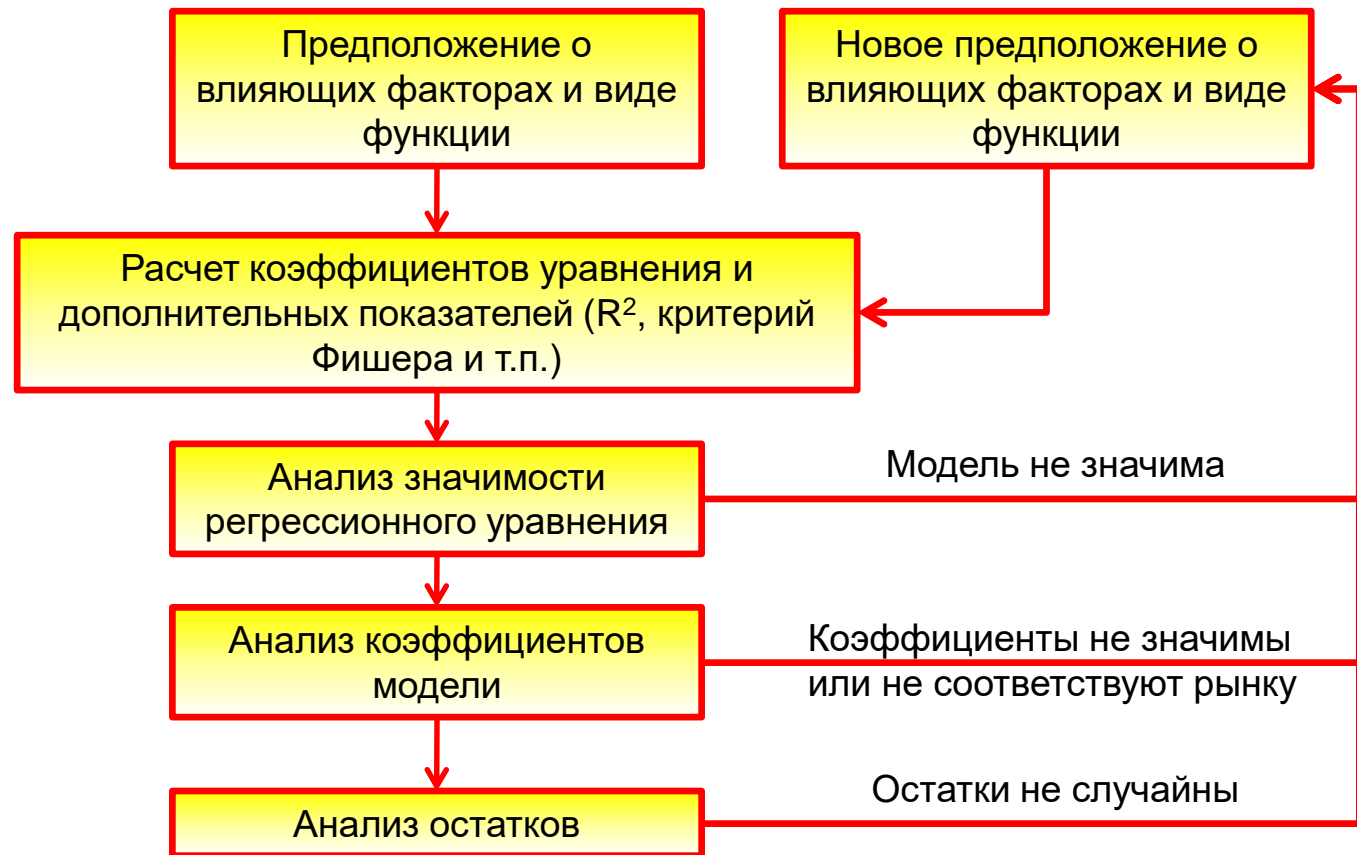 Предположение о
влияющих факторах и виде
функции
Новое предположение о
влияющих факторах и виде
функции
Расчет коэффициентов уравнения и
дополнительных показателей (R², критерий
Фишера и т.п.)
Анализ значимости
регрессионного уравнения
Модель не значима
Анализ коэффициентов
модели
Коэффициенты не значимы
или не соответствуют рынку
Анализ остатков
Остатки не случайны